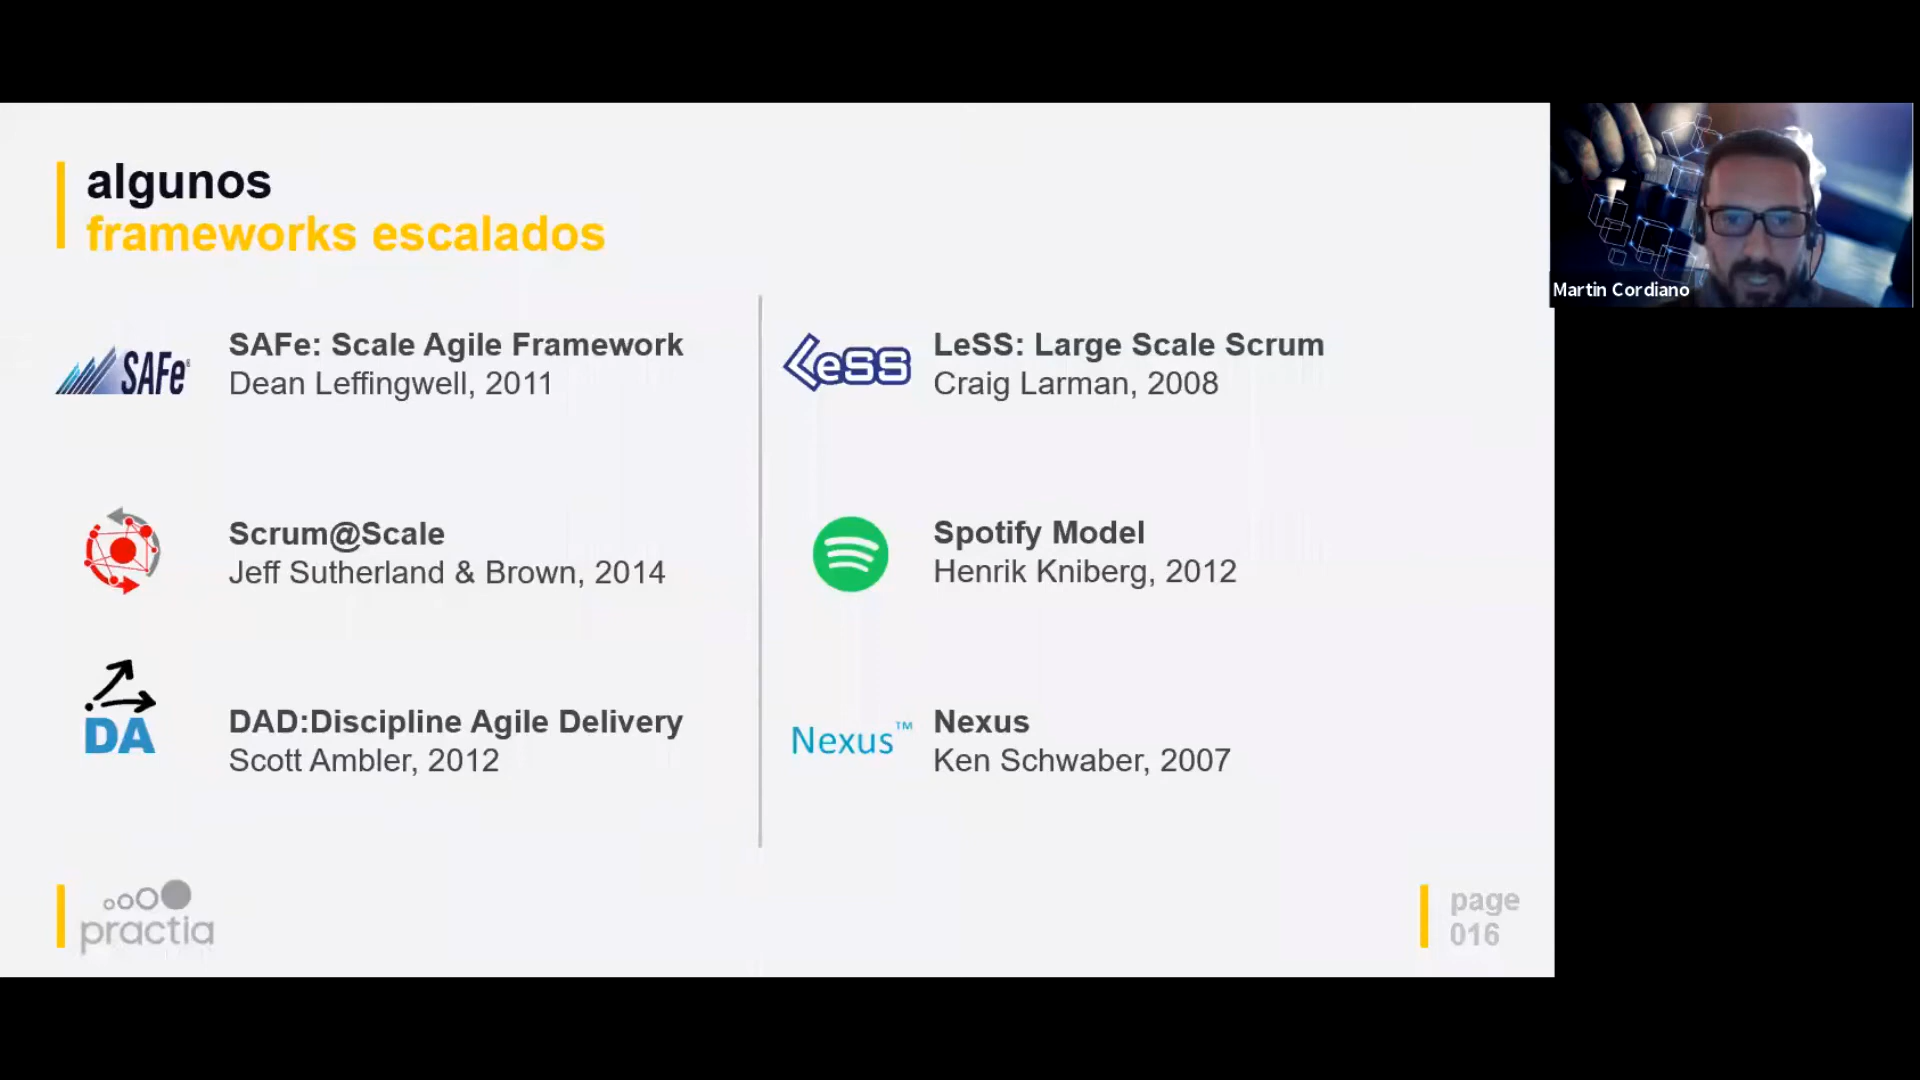 algunos
frameworks escalados
SAFe®
SAFe: Scale Agile Framework
Dean Leffingwell, 2011
Scrum@Scale
Jeff Sutherland & Brown, 2014
DA
DAD:Discipline Agile Delivery
Scott Ambler, 2012
LeSS
LeSS: Large Scale Scrum
Craig Larman, 2008
Spotify Model
Henrik Kniberg, 2012
Nexus™
Nexus
Ken Schwaber, 2007
practia
page
016
Martin Cordiano